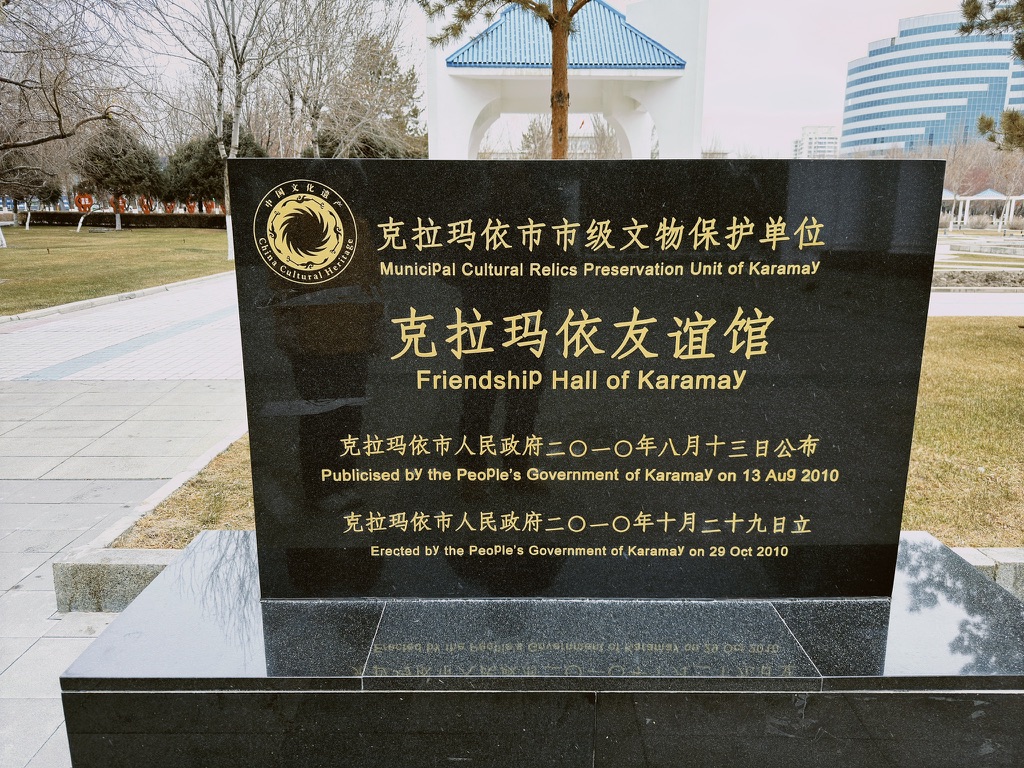 中国文化遗产
China Cultural Heritage
克拉玛依市市级文物保护单位
Municipal Cultural Relics Preservation Unit of Karamay
克拉玛依友谊馆
Friendship Hall of Karamay
克拉玛依市人民政府二〇一〇年八月十三日公布
Publicised by the People's Government of Karamay on 13 Aug 2010
克拉玛依市人民政府二〇一〇年十月二十九日立
Erected by the People's Government of Karamay on 29 Oct 2010